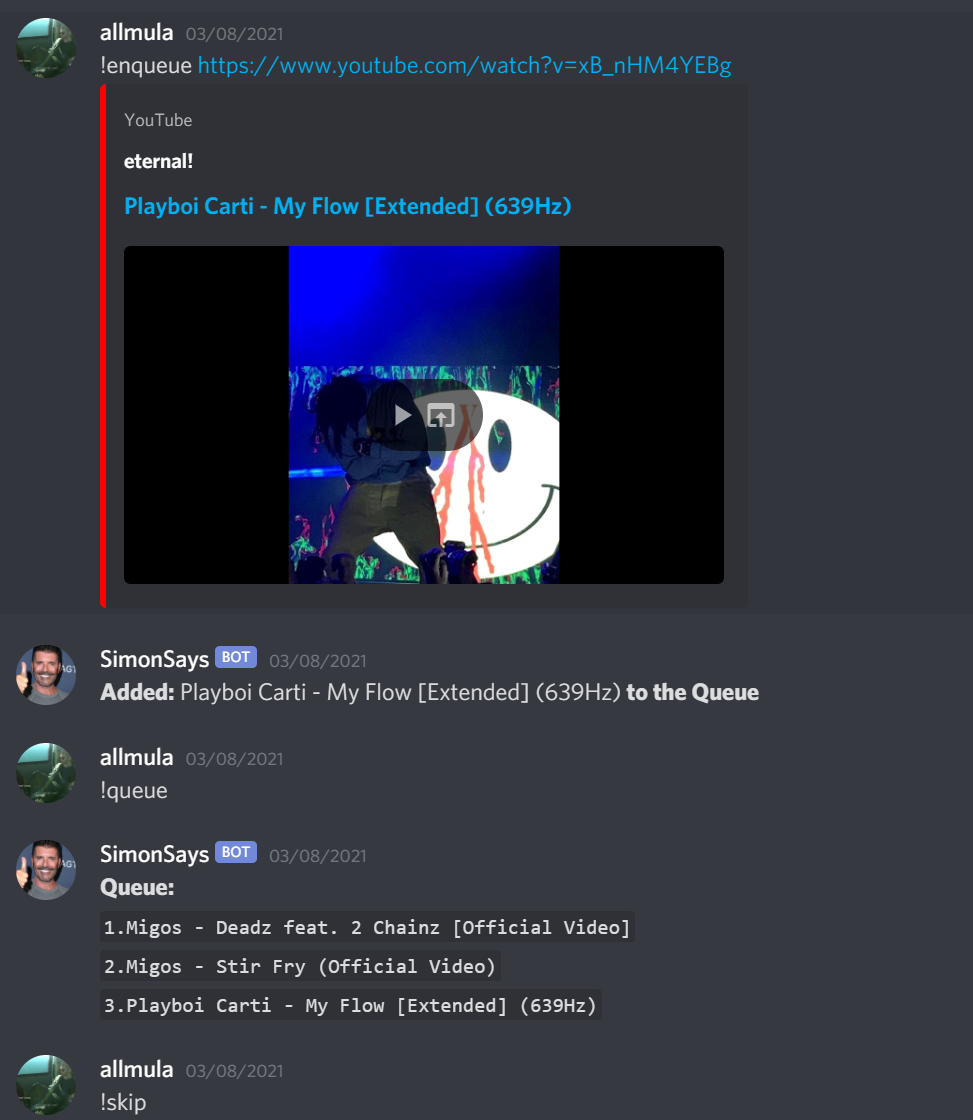 allmula 03/08/2021
!enqueue https://www.youtube.com/watch?v=xB_nHM4YEBg
YouTube
eternal!
Playboi Carti - My Flow [Extended] (639Hz)
SimonSays BOT 03/08/2021
Added: Playboi Carti - My Flow [Extended] (639Hz) to the Queue
allmula 03/08/2021
!queue
SimonSays BOT 03/08/2021
Queue:
1.Migos - Deadz feat. 2 Chainz [Official Video]
2.Migos - Stir Fry (Official Video)
3.Playboi Carti - My Flow [Extended] (639Hz)
allmula 03/08/2021
!skip